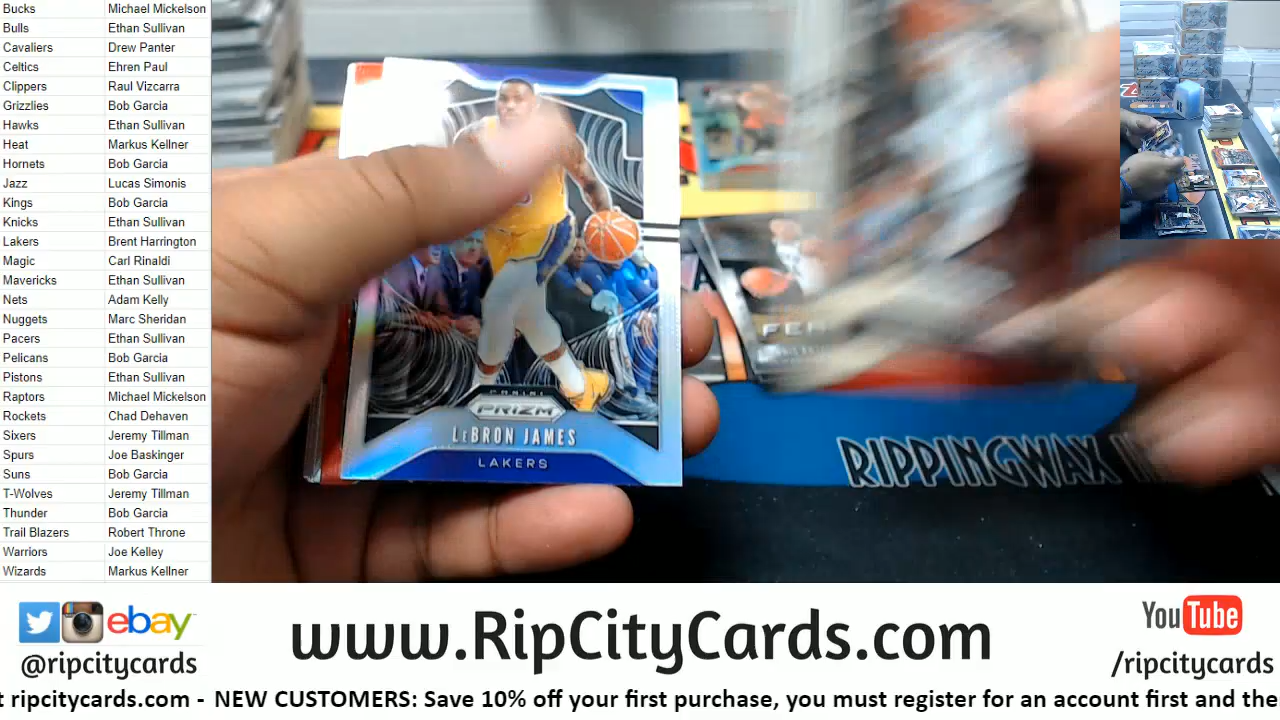 Bucks Michael Mickelson
Bulls Ethan Sullivan
Cavaliers Drew Panter
Celtics Ehren Paul
Clippers Raul Vizcarra
Grizzlies Bob Garcia
Hawks Ethan Sullivan
Heat Markus Kellner
Hornets Bob Garcia
Jazz Lucas Simonis
Kings Bob Garcia
Knicks Ethan Sullivan
Lakers Brent Harrington
Magic Carl Rinaldi
Mavericks Ethan Sullivan
Nets Adam Kelly
Nuggets Marc Sheridan
Pacers Ethan Sullivan
Pelicans Bob Garcia
Pistons Ethan Sullivan
Raptors Michael Mickelson
Rockets Chad Dehaven
Sixers Jeremy Tillman
Spurs Joe Baskinger
Suns Bob Garcia
T-Wolves Jeremy Tillman
Thunder Bob Garcia
Trail Blazers Robert Throne
Warriors Joe Kelley
Wizards Markus Kellner
PANINI
PRIZM
LeBRON JAMES
LAKERS
RIPPINGWAX
ebay
@ripcitycards
www.RipCityCards.com
YouTube
/ripcitycards
t ripcitycards.com - NEW CUSTOMERS: Save 10% off your first purchase, you must register for an account first and the